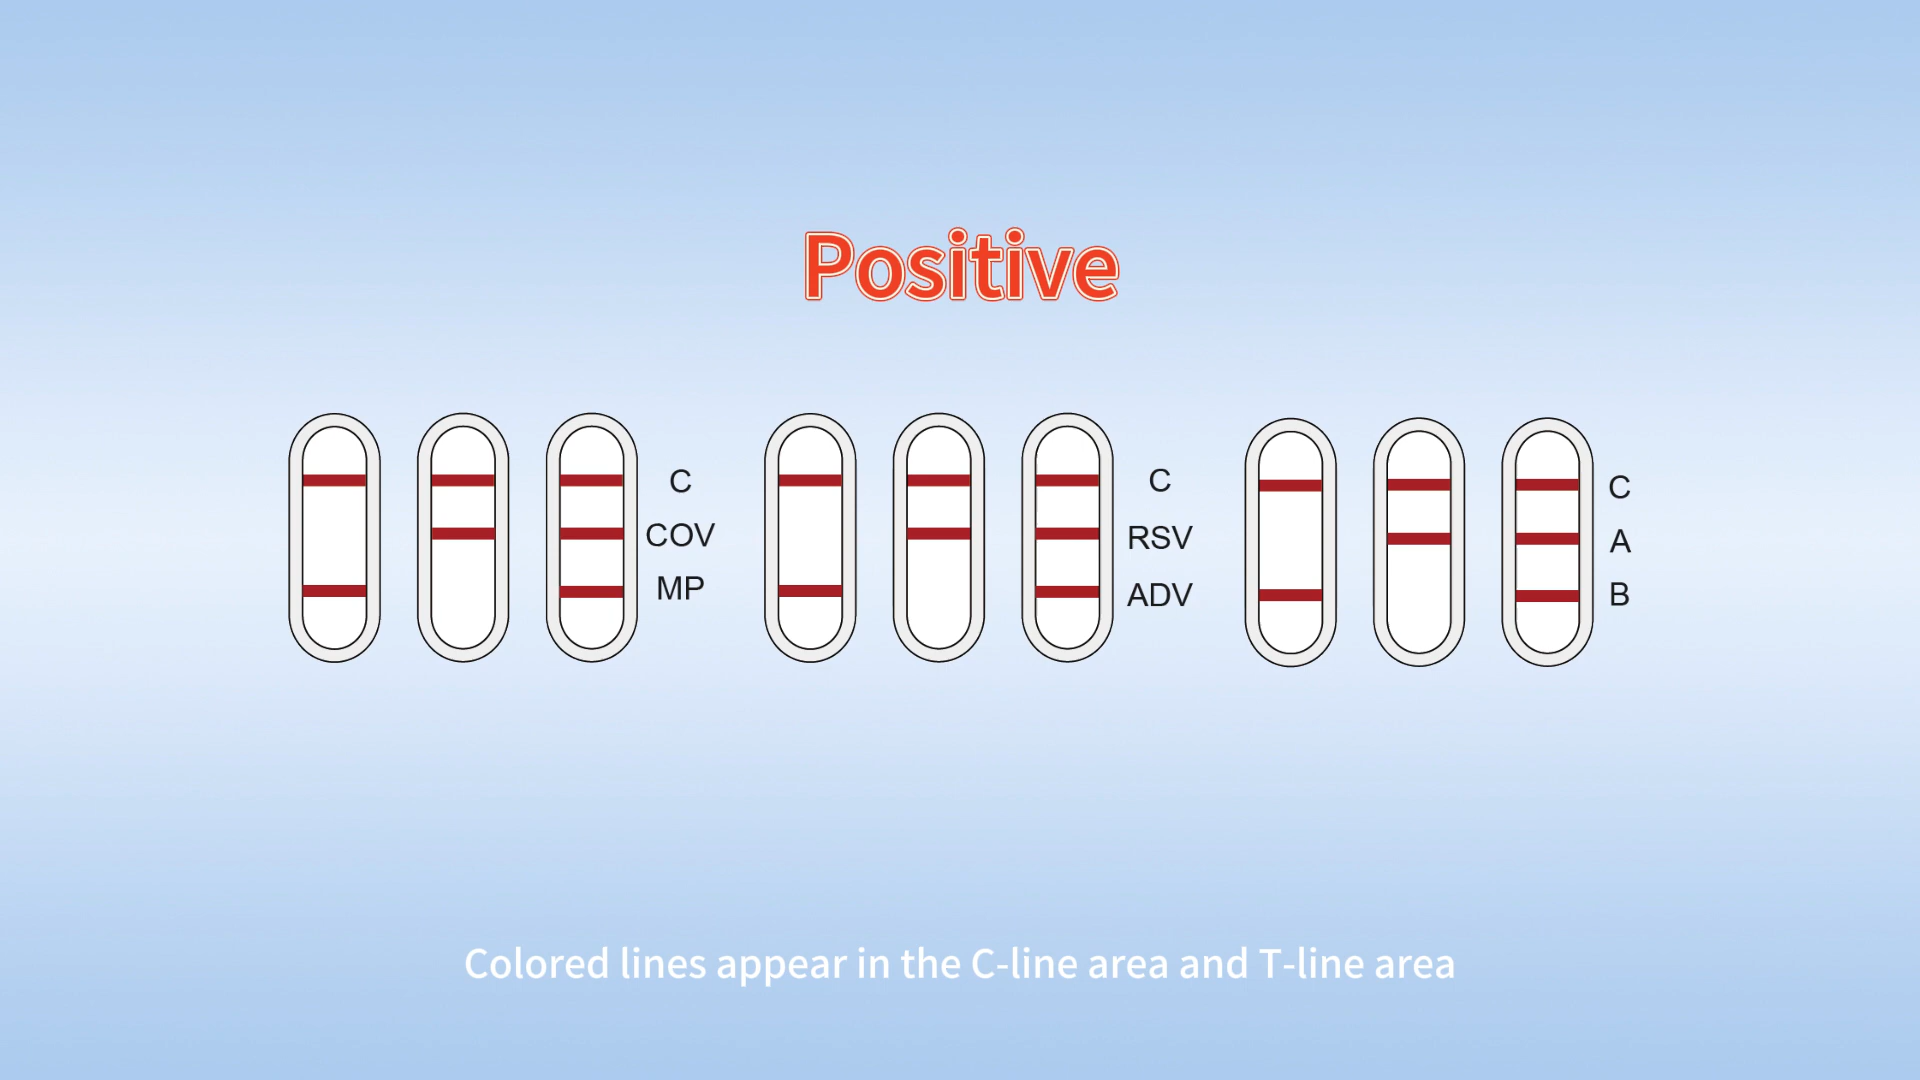 Positive
C
COV
MP
C
RSV
ADV
C
A
B
Colored lines appear in the C-line area and T-line area